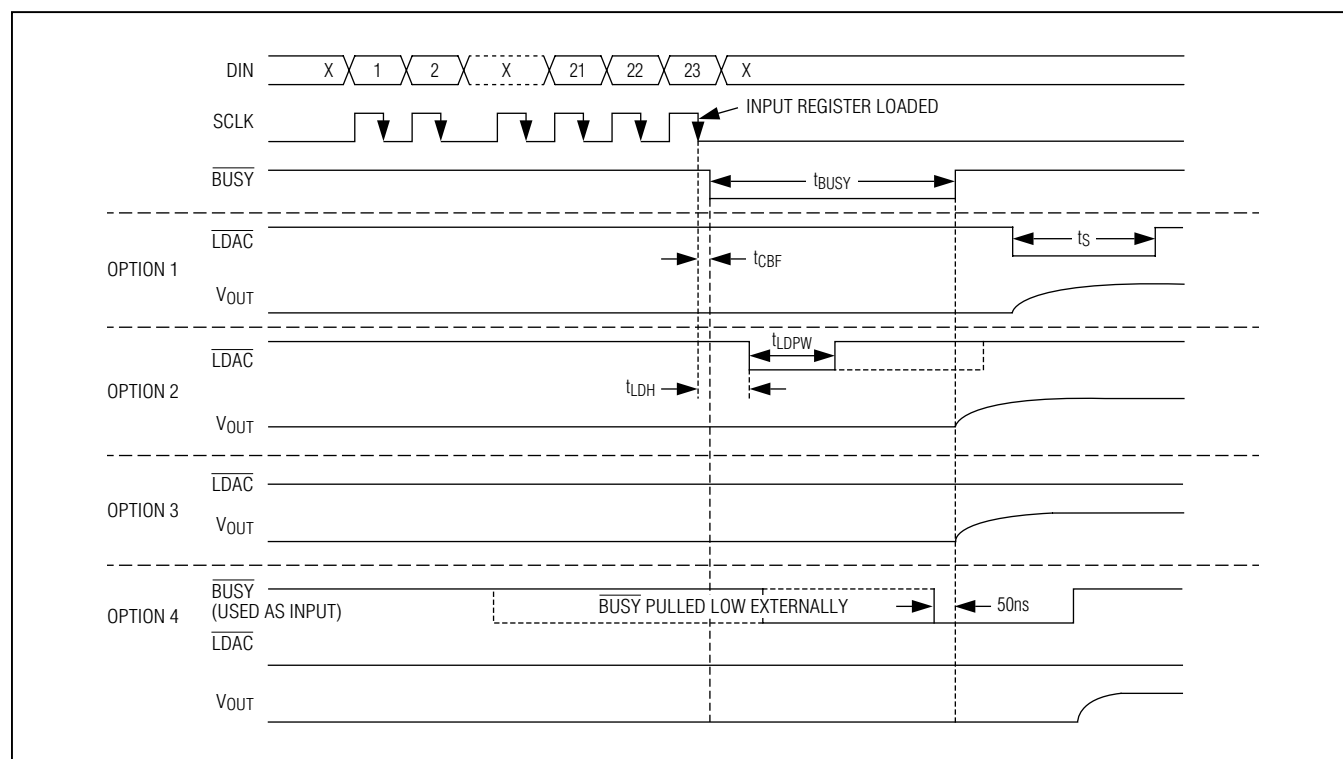 DIN X 1 2 X 21 22 23 X
SCLK INPUT REGISTER LOADED
BUSY tBUSY
OPTION 1
LDAC tS
tCBF
VOUT
OPTION 2
LDAC tLDPW
tLDH
VOUT
OPTION 3
LDAC
VOUT
OPTION 4
BUSY
(USED AS INPUT)
BUSY PULLED LOW EXTERNALLY 50ns
LDAC
VOUT